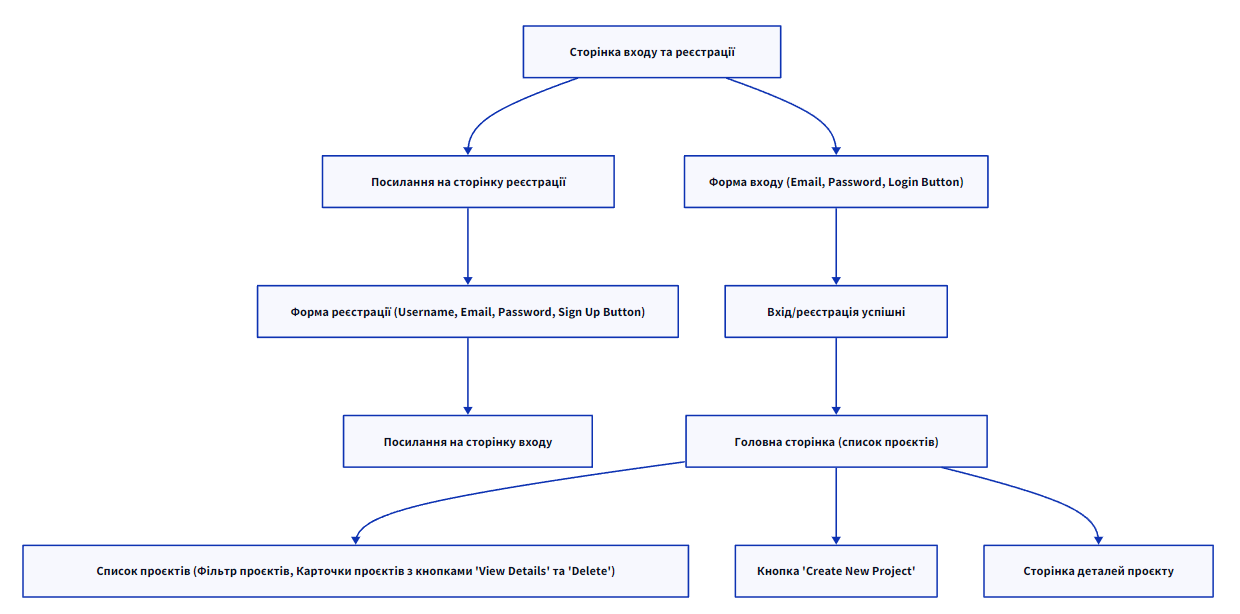 Сторінка входу та реєстрації
Посилання на сторінку реєстрації
Форма входу (Email, Password, Login Button)
Форма реєстрації (Username, Email, Password, Sign Up Button)
Вхід/реєстрація успішні
Посилання на сторінку входу
Головна сторінка (список проєктів)
Список проєктів (Фільтр проєктів, Карточки проєктів з кнопками 'View Details' та 'Delete')
Кнопка 'Create New Project'
Сторінка деталей проєкту